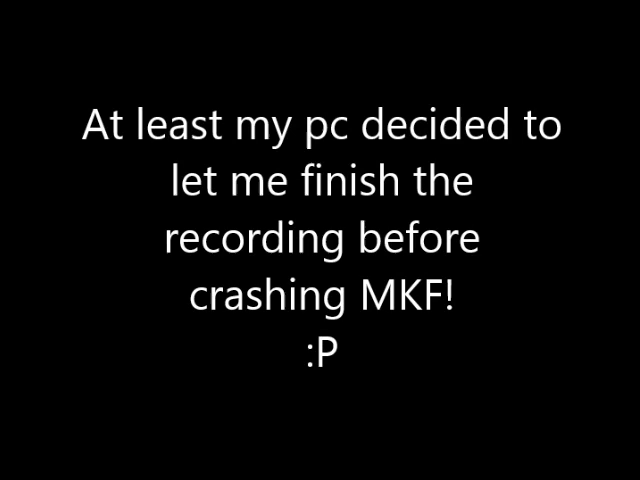 At least my pc decided to
let me finish the
recording before
crashing MKF!
:P